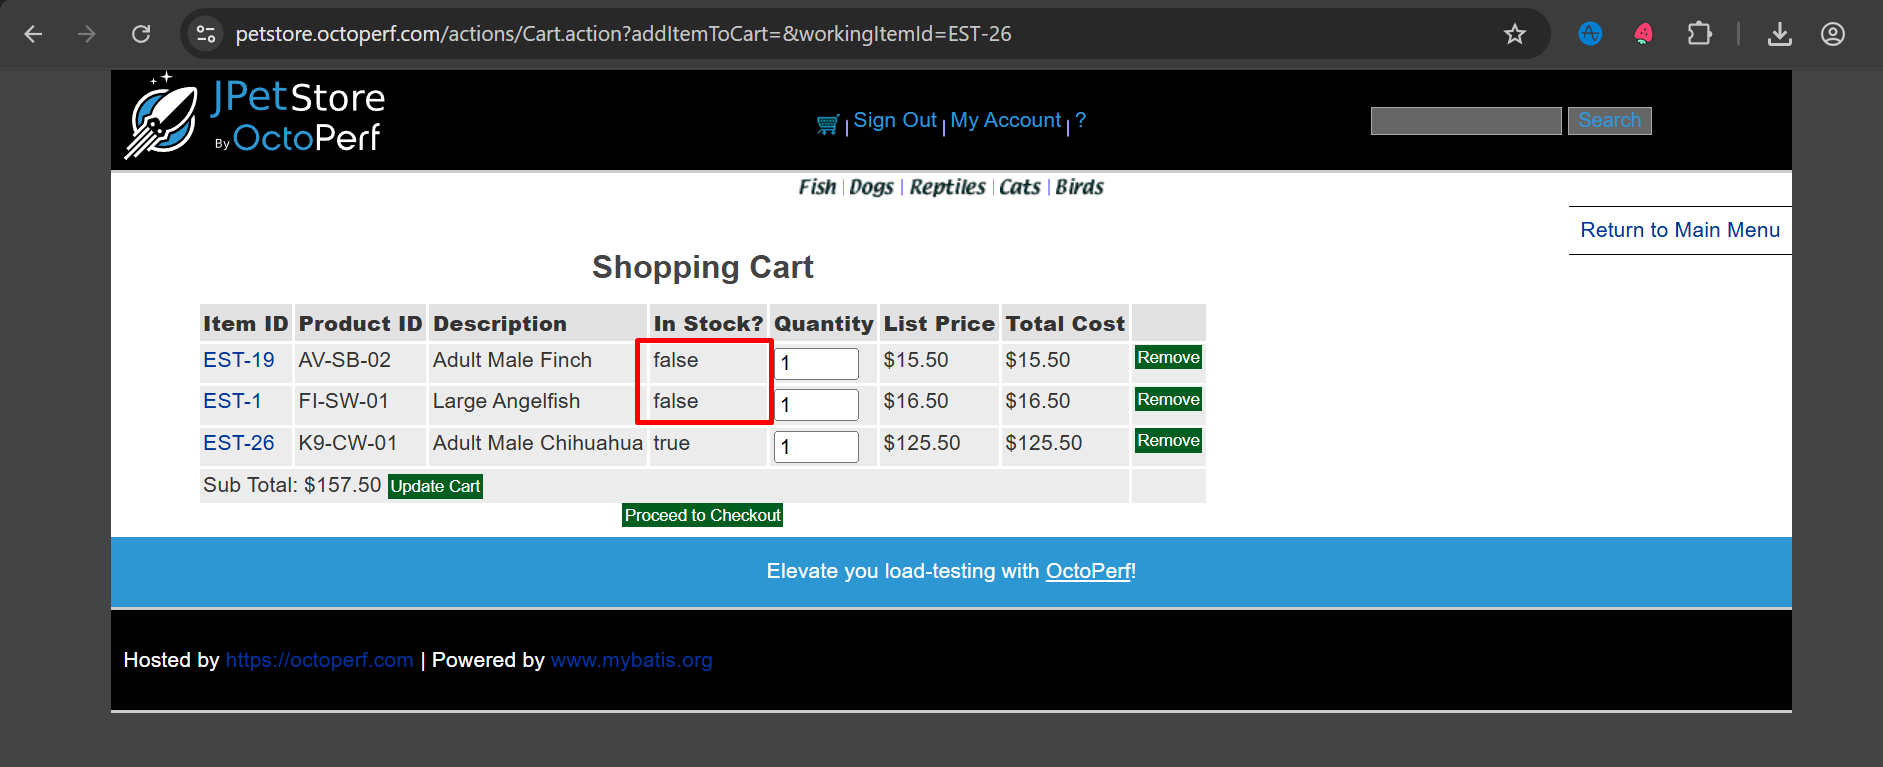 petstore.octoperf.com/actions/Cart.action?addItemToCart=&workingItemId=EST-26
JPetStore
By OctoPerf
Sign Out | My Account | ?
Search
Fish | Dogs | Reptiles | Cats | Birds
Return to Main Menu
Shopping Cart
Item ID Product ID Description In Stock? Quantity List Price Total Cost
EST-19 AV-SB-02 Adult Male Finch false 1 $15.50 $15.50 Remove
EST-1 FI-SW-01 Large Angelfish false 1 $16.50 $16.50 Remove
EST-26 K9-CW-01 Adult Male Chihuahua true 1 $125.50 $125.50 Remove
Sub Total: $157.50 Update Cart
Proceed to Checkout
Elevate you load-testing with OctoPerf!
Hosted by https://octoperf.com | Powered by www.mybatis.org